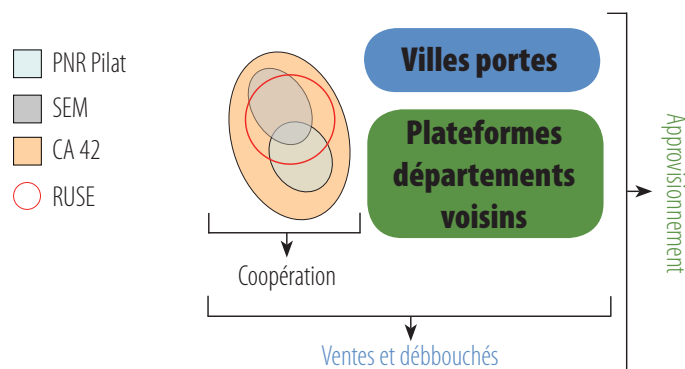 PNR Pilat
SEM
CA 42
RUSE
Villes portes
Plateformes
départements
voisins
Coopération
Ventes et débbouchés
Approvisionnement